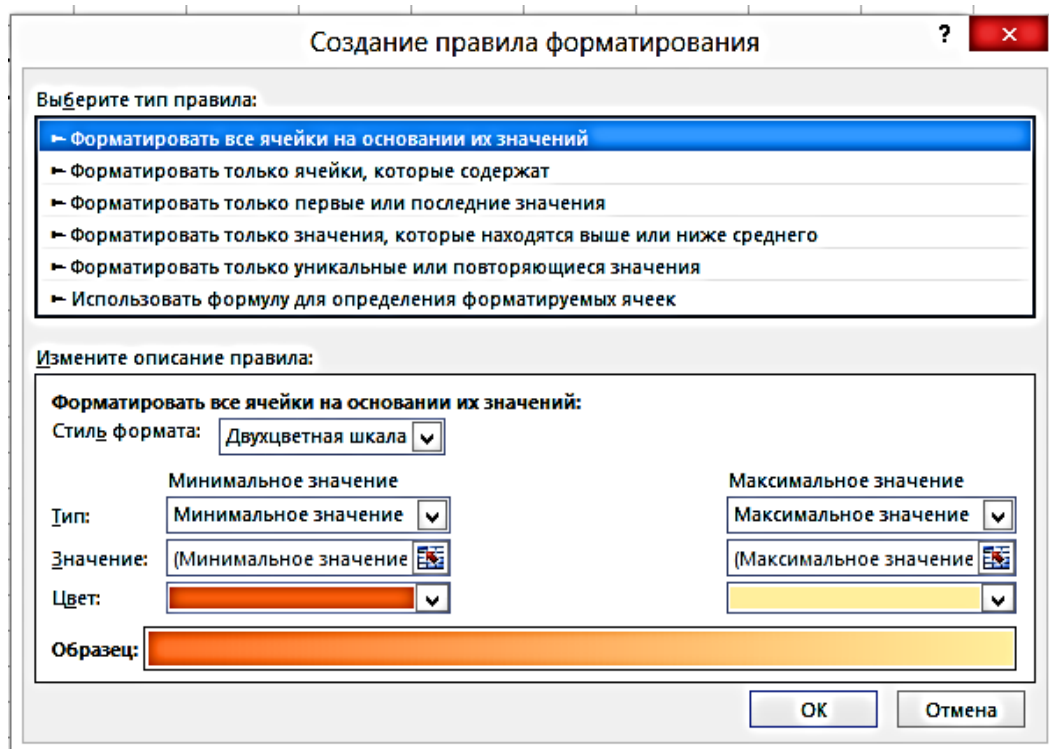 Создание правила форматирования
?
Выберите тип правила:
Форматировать все ячейки на основании их значений
Форматировать только ячейки, которые содержат
Форматировать только первые или последние значения
Форматировать только значения, которые находятся выше или ниже среднего
Форматировать только уникальные или повторяющиеся значения
Использовать формулу для определения форматируемых ячеек
Измените описание правила:
Форматировать все ячейки на основании их значений:
Стиль формата: Двухцветная шкала
Минимальное значение Максимальное значение
Тип: Минимальное значение Максимальное значение
Значение: (Минимальное значение (Максимальное значение
Цвет:
Образец:
ОК Отмена